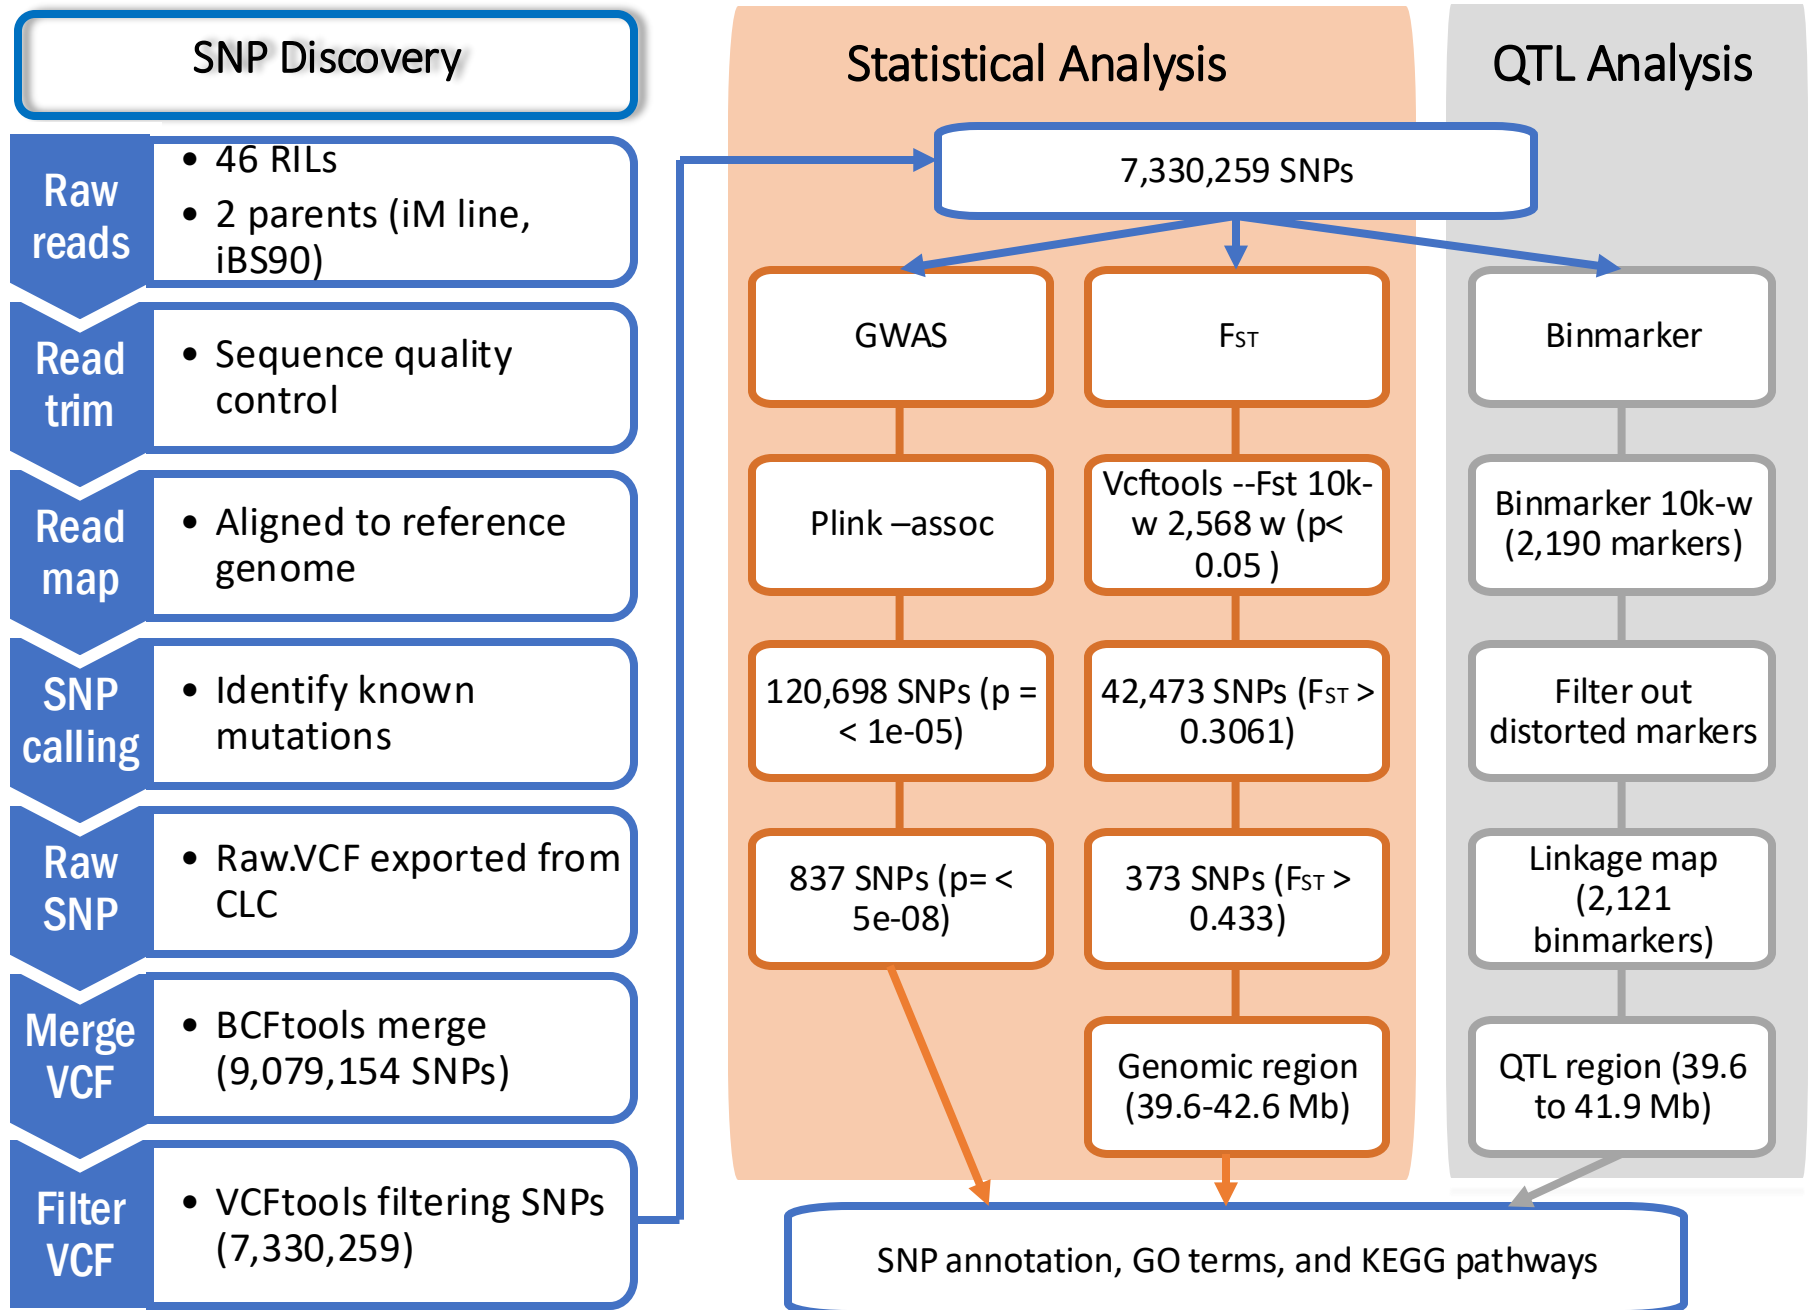 SNP Discovery
Raw
reads
• 46 RILs
• 2 parents (iM line,
iBS90)
Read
trim
• Sequence quality
control
Read
map
• Aligned to reference
genome
SNP
calling
• Identify known
mutations
Raw
SNP
• Raw.VCF exported from
CLC
Merge
VCF
• BCFtools merge
(9,079,154 SNPs)
Filter
VCF
• VCFtools filtering SNPs
(7,330,259)
Statistical Analysis
QTL Analysis
7,330,259 SNPs
GWAS
Plink –assoc
120,698 SNPs (p =
< 1e-05)
837 SNPs (p= <
5e-08)
FST
Vcftools --Fst 10k-
w 2,568 w (p<
0.05 )
42,473 SNPs (FST >
0.3061)
373 SNPs (FST >
0.433)
Genomic region
(39.6-42.6 Mb)
Binmarker
Binmarker 10k-w
(2,190 markers)
Filter out
distorted markers
Linkage map
(2,121
binmarkers)
QTL region (39.6
to 41.9 Mb)
SNP annotation, GO terms, and KEGG pathways